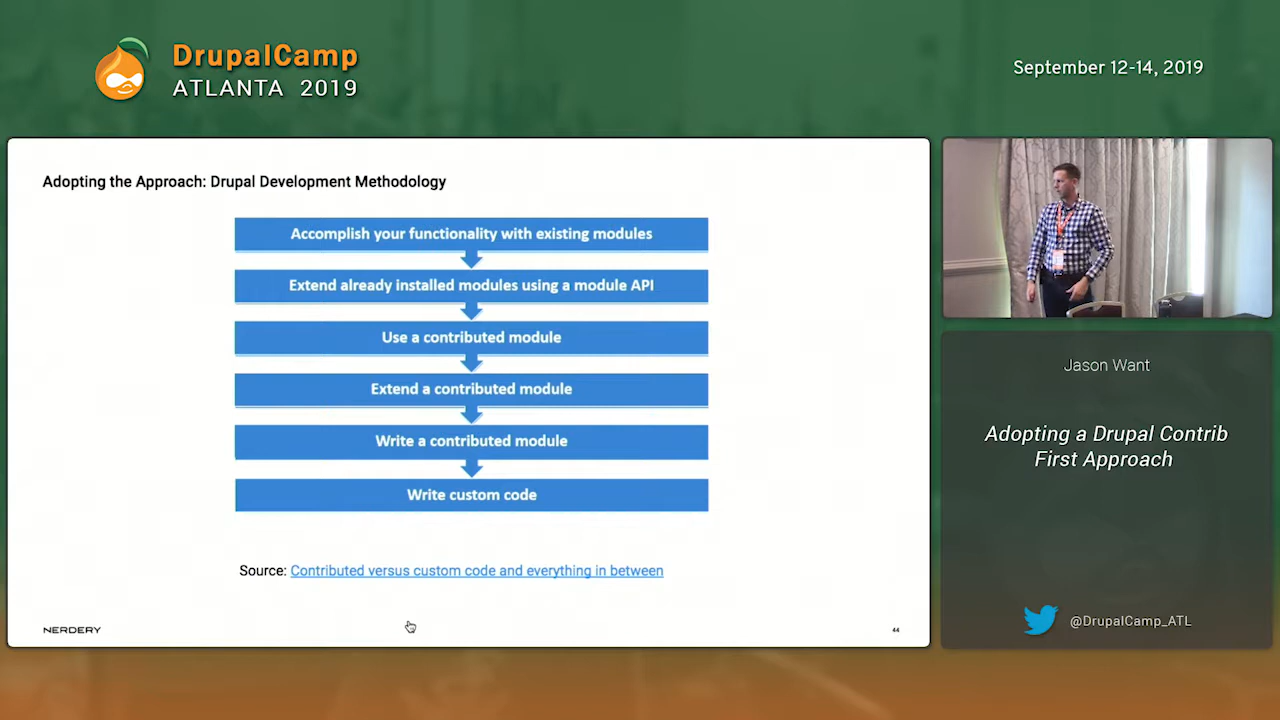 DrupalCamp
ATLANTA 2019
September 12-14, 2019
Adopting the Approach: Drupal Development Methodology
Accomplish your functionality with existing modules
Extend already installed modules using a module API
Use a contributed module
Extend a contributed module
Write a contributed module
Write custom code
Source: Contributed versus custom code and everything in between
NERDERY
44
Jason Want
Adopting a Drupal Contrib
First Approach
@DrupalCamp_ATL